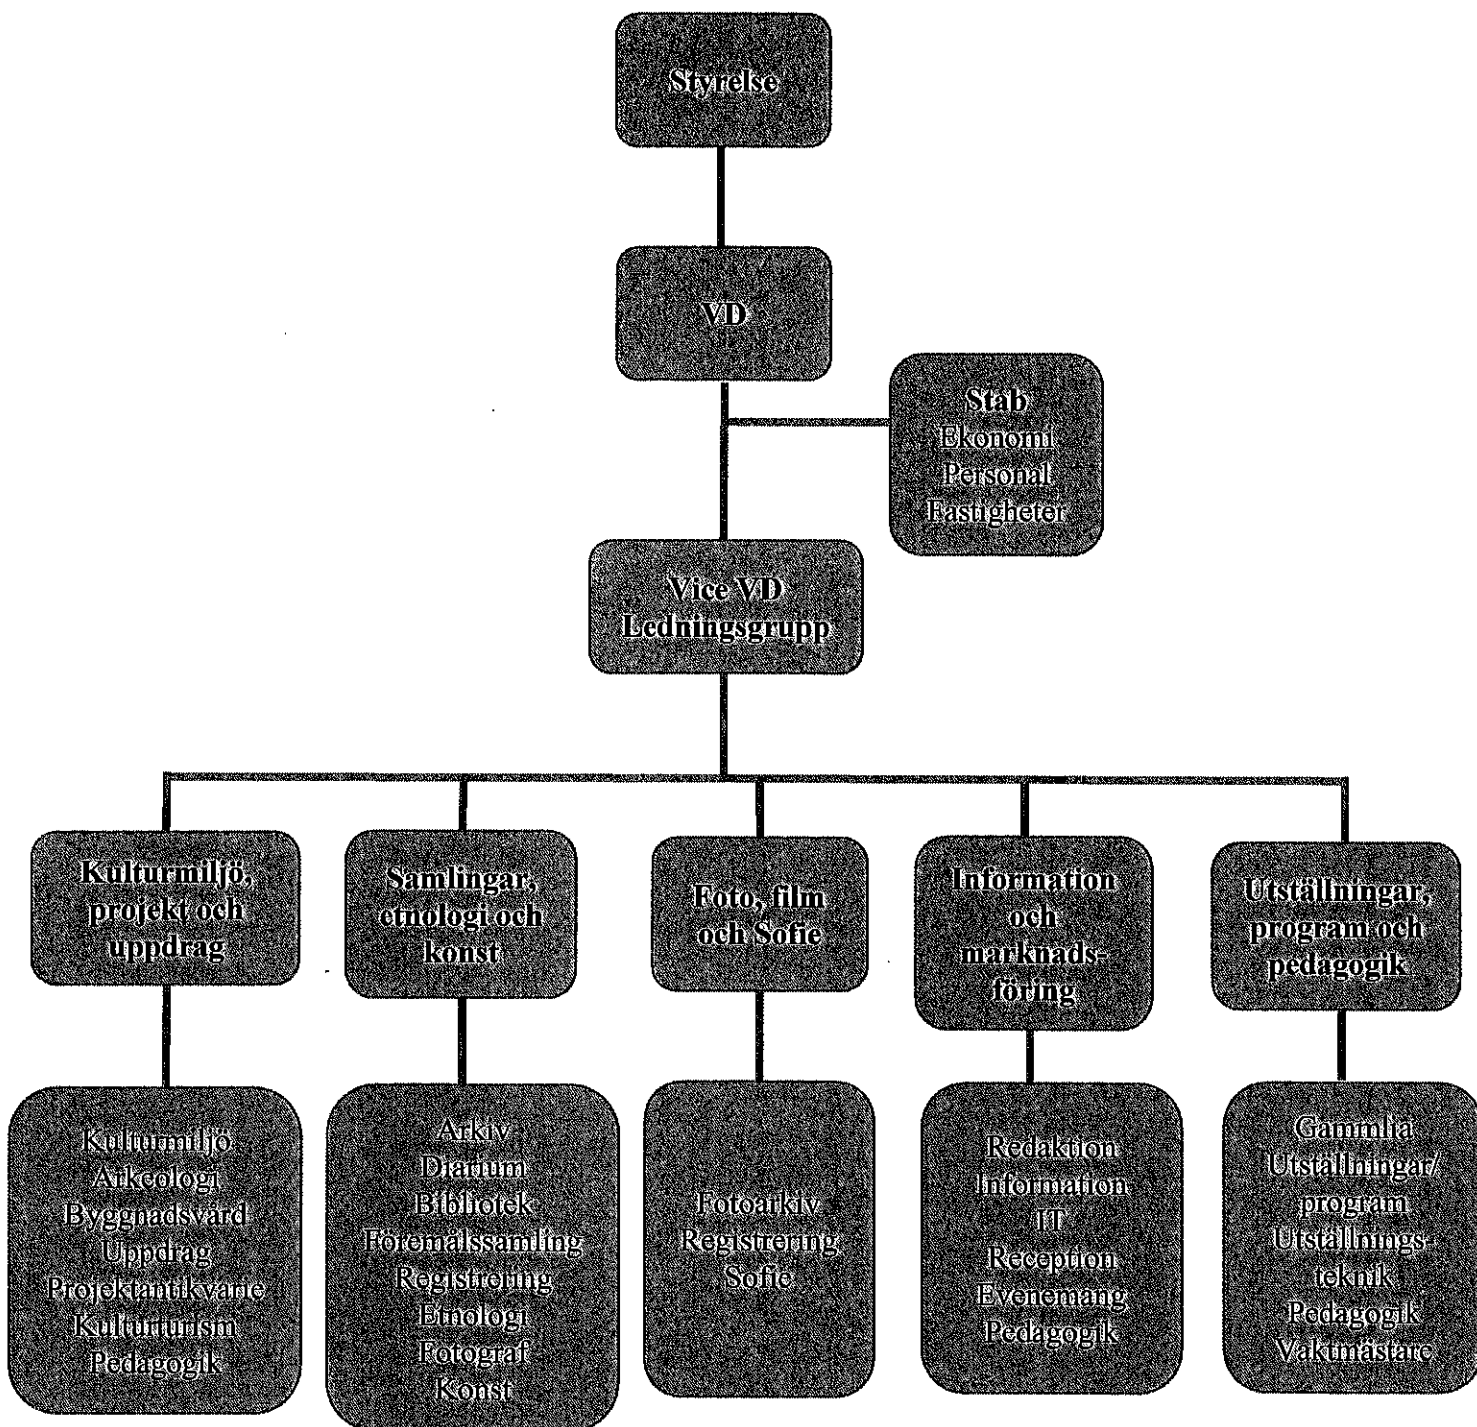 Styrelse
VD
Stab
Ekonomi
Personal
Fastigheter
Vice VD
Ledningsgrupp
Kulturmiljö,
projekt och
uppdrag
Samlingar,
etnologi och
konst
Foto, film
och Sofie
Information
och
marknads-
föring
Utställningar,
program och
pedagogik
Kulturmiljö
Arkeologi
Byggnadsvård
Uppdrag
Projektantikvarie
Kulturturism
Pedagogik
Arkiv
Diarium
Bibliotek
Föremålssamling
Registrering
Etnologi
Fotograf
Konst
Fotoarkiv
Registrering
Sofie
Redaktion
Information
IT
Reception
Evenemang
Pedagogik
Gammlia
Utställningar/
program
Utställnings-
teknik
Pedagogik
Vaktmästare